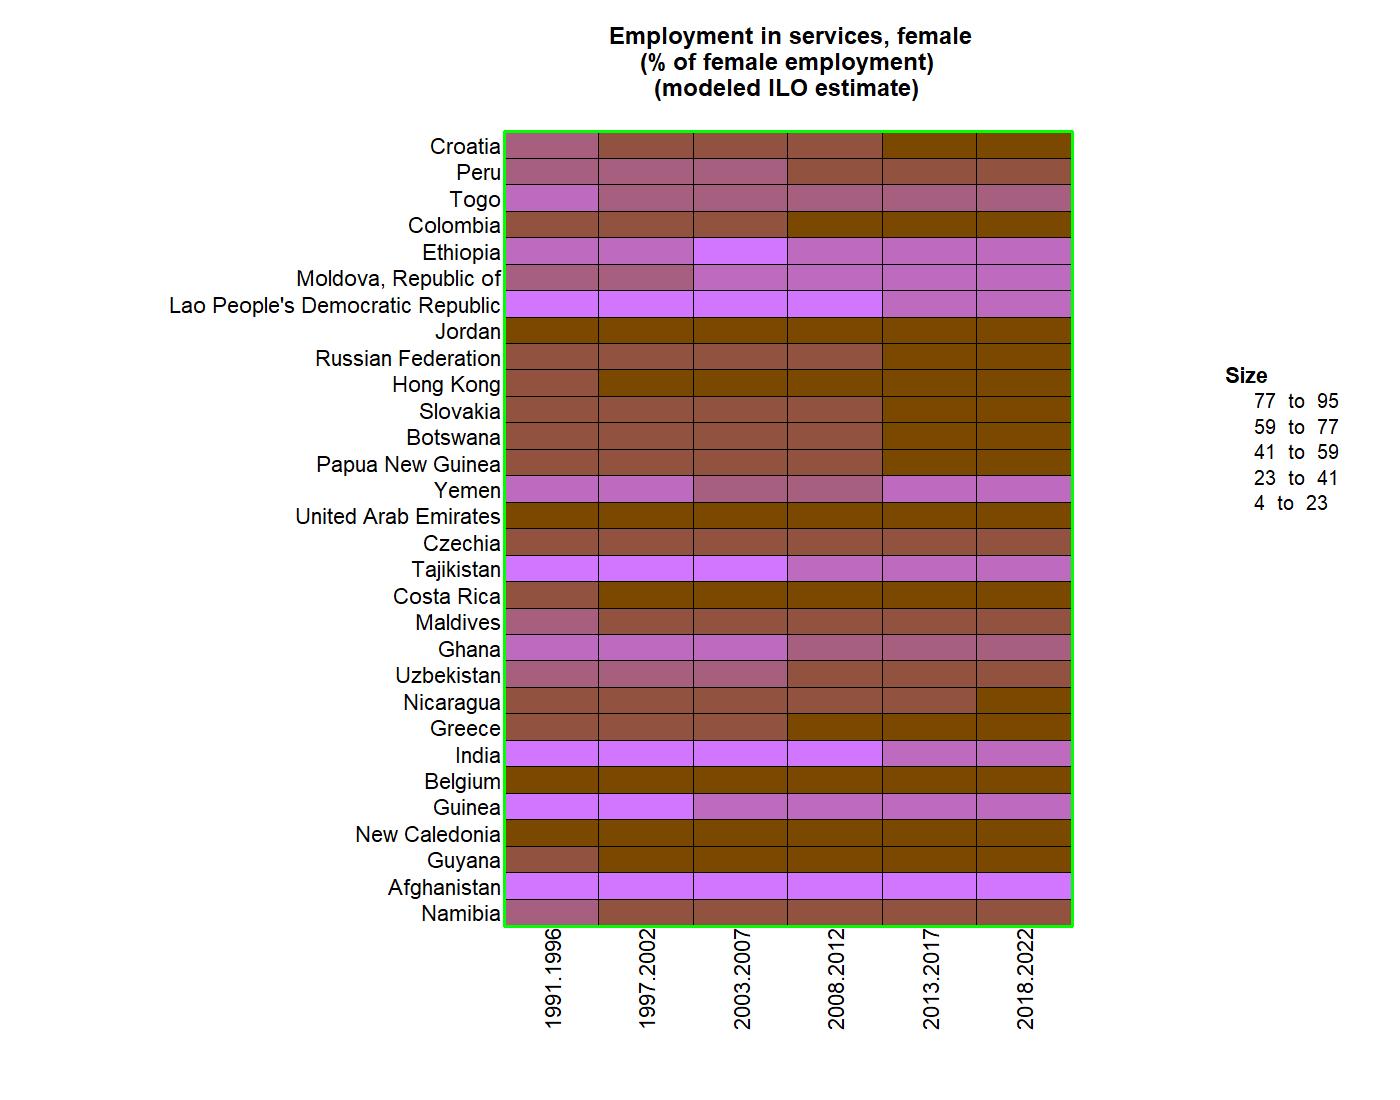 Employment in services, female
(% of female employment)
(modeled ILO estimate)
Croatia
Peru
Togo
Colombia
Ethiopia
Moldova, Republic of
Lao People's Democratic Republic
Jordan
Russian Federation
Hong Kong
Slovakia
Botswana
Papua New Guinea
Yemen
United Arab Emirates
Czechia
Tajikistan
Costa Rica
Maldives
Ghana
Uzbekistan
Nicaragua
Greece
India
Belgium
Guinea
New Caledonia
Guyana
Afghanistan
Namibia
1991.1996
1997.2002
2003.2007
2008.2012
2013.2017
2018.2022
Size
77 to 95
59 to 77
41 to 59
23 to 41
4 to 23